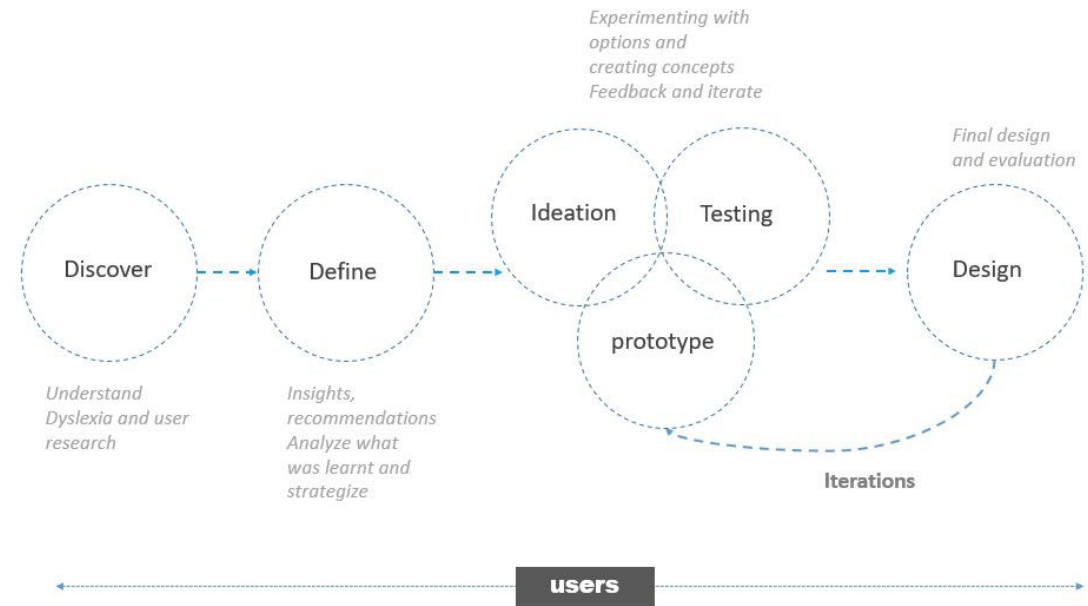 Experimenting with
options and
creating concepts
Feedback and iterate
Final design
and evaluation
Ideation
Testing
Discover
Define
Design
prototype
Understand
Dyslexia and user
research
Insights,
recommendations
Analyze what
was learnt and
strategize
Iterations
users